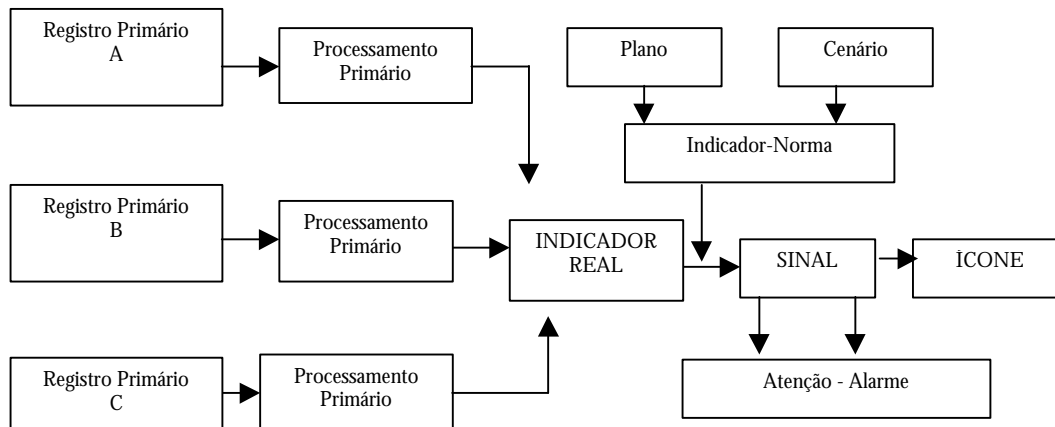 Registro Primário
A
Processamento
Primário
Plano
Cenário
Indicador-Norma
Registro Primário
B
Processamento
Primário
INDICADOR
REAL
SINAL
ÍCONE
Registro Primário
C
Processamento
Primário
Atenção - Alarme